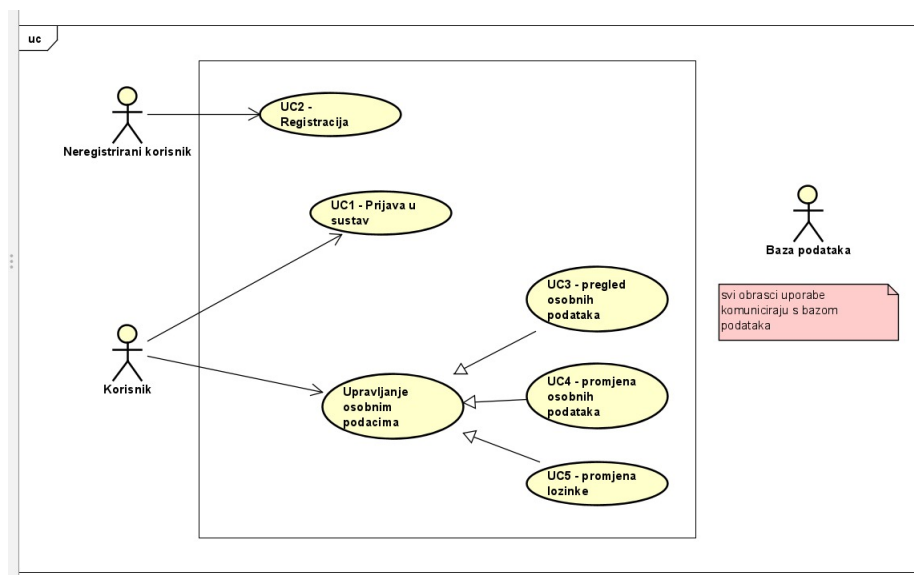 uc
UC2 -
Registracija
Neregistrirani korisnik
UC1 - Prijava u
sustav
Baza podataka
UC3 - pregled
osobnih
podataka
svi obrasci uporabe
komuniciraju s bazom
podataka
Korisnik
Upravljanje
osobnim
podacima
UC4 - promjena
osobnih
podataka
UC5 - promjena
lozinke